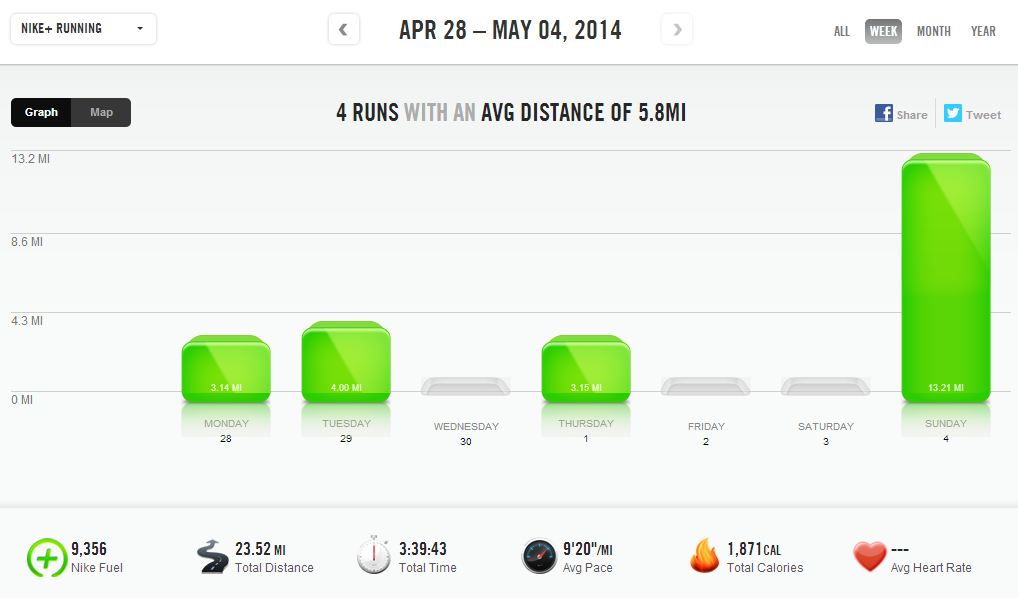 NIKE+ RUNNING
APR 28 – MAY 04, 2014
ALL WEEK MONTH YEAR
Graph Map
4 RUNS WITH AN AVG DISTANCE OF 5.8MI
Share Tweet
13.2 MI
8.6 MI
4.3 MI
0 MI
3.14 MI 4.00 MI 3.15 MI 13.21 MI
MONDAY TUESDAY WEDNESDAY THURSDAY FRIDAY SATURDAY SUNDAY
28 29 30 1 2 3 4
9,356 23.52 MI 3:39:43 9'20"/MI 1,871CAL ---
Nike Fuel Total Distance Total Time Avg Pace Total Calories Avg Heart Rate